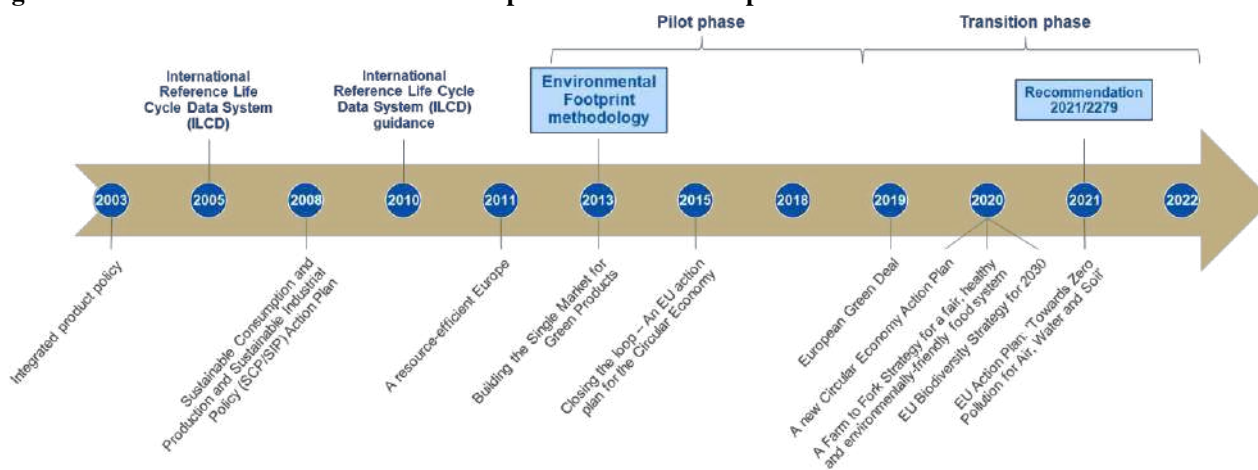 Pilot phase
Transition phase
International
Reference Life
Cycle Data System
(ILCD)
International
Reference Life Cycle
Data System (ILCD)
guidance
Environmental
Footprint
methodology
Recommendation
2021/2279
2003
2005
2008
2010
2011
2013
2015
2018
2019
2020
2021
2022
Integrated product policy
Sustainable Consumption and
Production and Sustainable Industrial
Policy (SCP/SIP) Action Plan
A resource-efficient Europe
Building the Single Market for
Green Products
Closing the loop – An EU action
plan for the Circular Economy
European Green Deal
A new Circular Economy Action Plan
A Farm to Fork Strategy for a fair, healthy
and environmentally-friendly food system
EU Biodiversity Strategy for 2030
EU Action Plan: 'Towards Zero
Pollution for Air, Water and Soil'